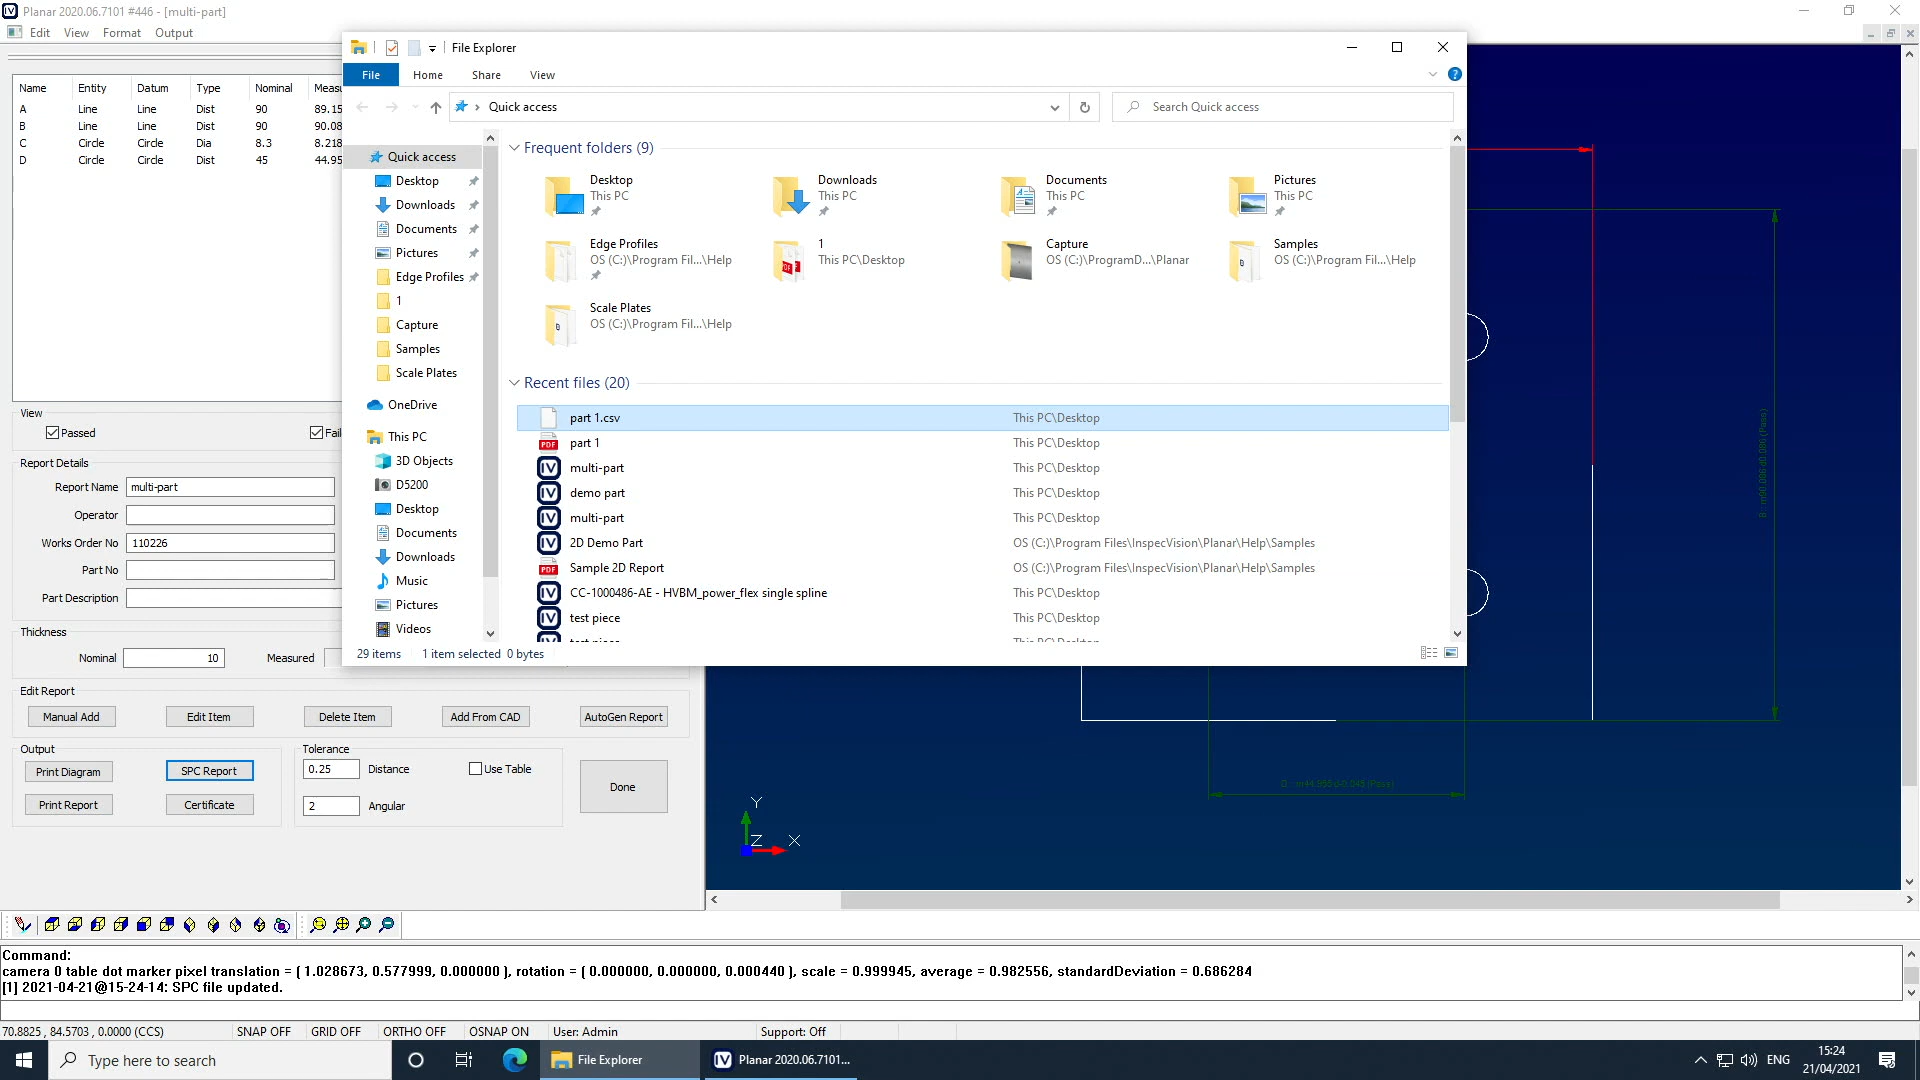 Planar 2020.06.7101 #446 - [multi-part]
Edit View Format Output
File Explorer
File Home Share View
Quick access
Search Quick access
Name Entity Datum Type Nominal Measu
A Line Line Dist 90 89.15
B Line Line Dist 90 90.08
C Circle Circle Dia 8.3 8.218
D Circle Circle Dist 45 44.95
Quick access
Desktop
Downloads
Documents
Pictures
Edge Profiles
1
Capture
Samples
Scale Plates
OneDrive
This PC
3D Objects
D5200
Desktop
Documents
Downloads
Music
Pictures
Videos
Frequent folders (9)
Desktop
This PC
Downloads
This PC
Documents
This PC
Pictures
This PC
Edge Profiles
OS (C:)\Program Fil...\Help
1
This PC\Desktop
Capture
OS (C:)\ProgramD...\Planar
Samples
OS (C:)\Program Fil...\Help
Scale Plates
OS (C:)\Program Fil...\Help
Recent files (20)
part 1.csv This PC\Desktop
part 1 This PC\Desktop
multi-part This PC\Desktop
demo part This PC\Desktop
multi-part This PC\Desktop
2D Demo Part OS (C:)\Program Files\InspecVision\Planar\Help\Samples
Sample 2D Report OS (C:)\Program Files\InspecVision\Planar\Help\Samples
CC-1000486-AE - HVBM_power_flex single spline This PC\Desktop
test piece This PC\Desktop
test piece This PC\Desktop
29 items 1 item selected 0 bytes
View
Passed Fail
Report Details
Report Name multi-part
Operator
Works Order No 110226
Part No
Part Description
Thickness
Nominal 10 Measured
Edit Report
Manual Add Edit Item Delete Item Add From CAD AutoGen Report
Output
Print Diagram SPC Report
Print Report Certificate
Tolerance
0.25 Distance Use Table
2 Angular
Done
D : m44.955 d-0.045 (Pass)
Y
Z X
Command:
camera 0 table dot marker pixel translation = [ 1.028673, 0.577999, 0.000000 ], rotation = [ 0.000000, 0.000000, 0.000440 ], scale = 0.999945, average = 0.982556, standardDeviation = 0.686284
[1] 2021-04-21@15-24-14: SPC file updated.
70.8825 , 84.5703 , 0.0000 (CCS) SNAP OFF GRID OFF ORTHO OFF OSNAP ON User: Admin Support: Off
Type here to search
File Explorer
Planar 2020.06.7101...
ENG
15:24
21/04/2021